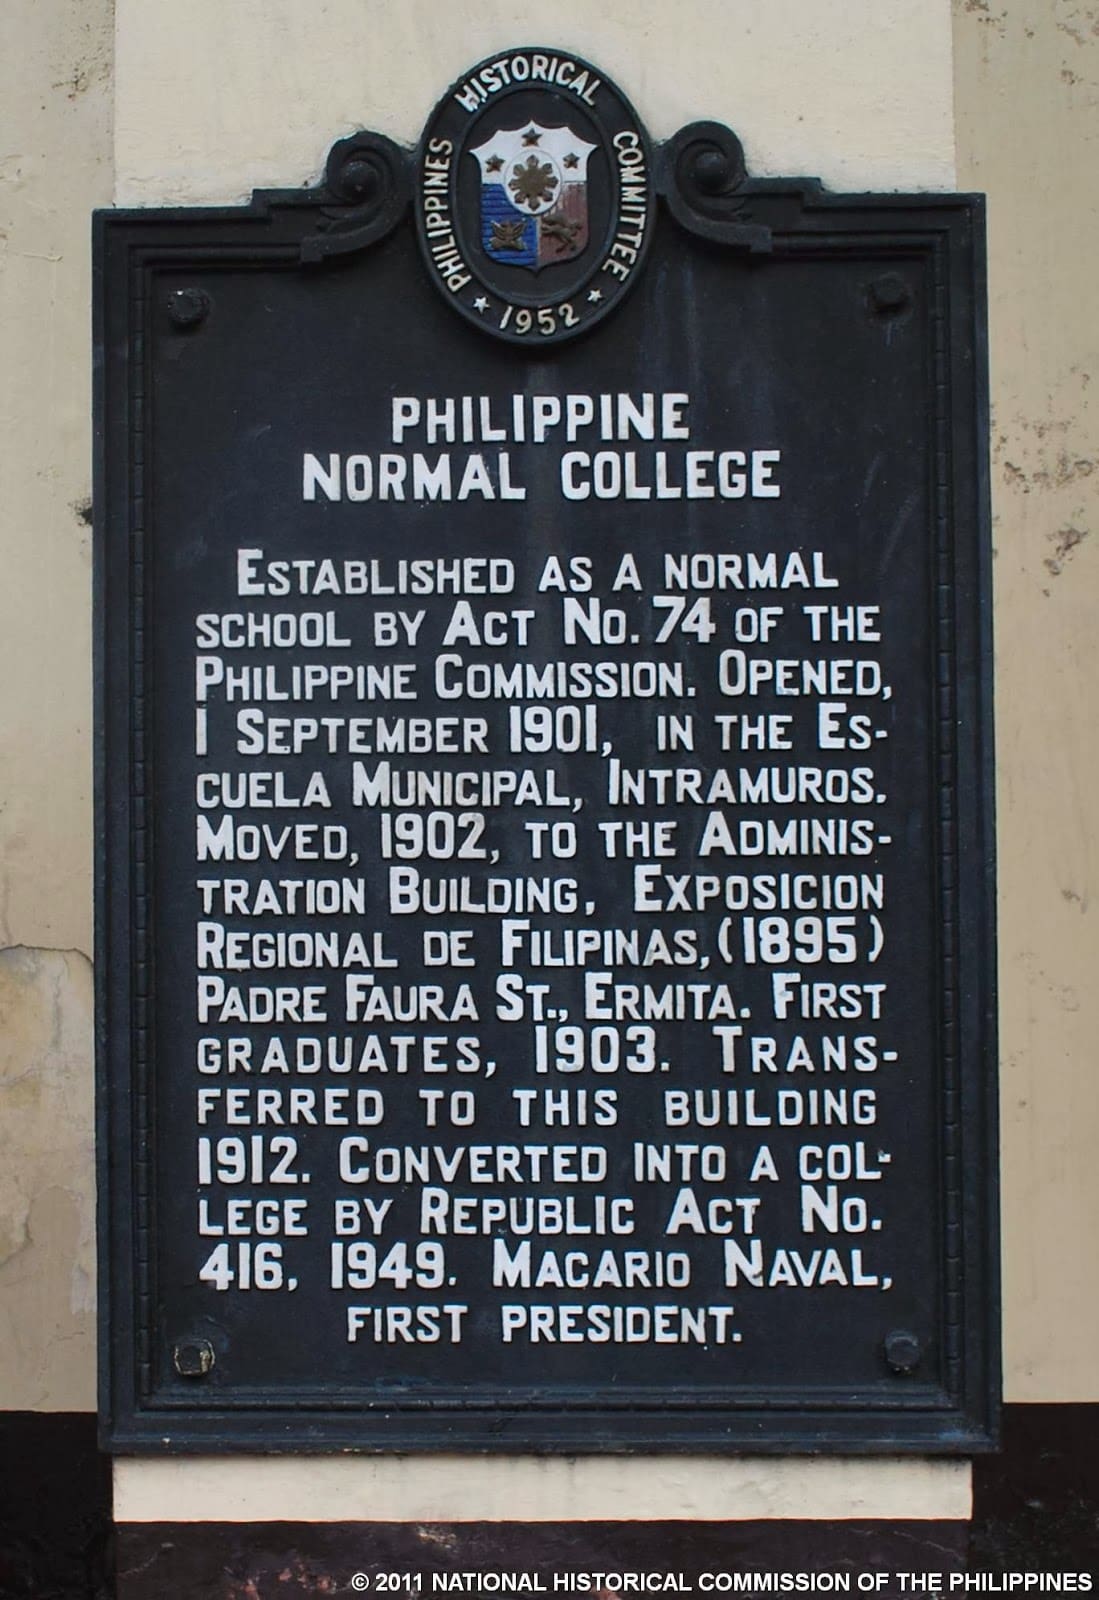 PHILIPPINES HISTORICAL COMMITTEE
★ 1952 ★
PHILIPPINE
NORMAL COLLEGE
ESTABLISHED AS A NORMAL
SCHOOL BY ACT NO. 74 OF THE
PHILIPPINE COMMISSION. OPENED,
1 SEPTEMBER 1901, IN THE ES-
CUELA MUNICIPAL, INTRAMUROS.
MOVED, 1902, TO THE ADMINIS-
TRATION BUILDING, EXPOSICION
REGIONAL DE FILIPINAS, (1895)
PADRE FAURA ST., ERMITA. FIRST
GRADUATES, 1903. TRANS-
FERRED TO THIS BUILDING
1912. CONVERTED INTO A COL-
LEGE BY REPUBLIC ACT NO.
416, 1949. MACARIO NAVAL,
FIRST PRESIDENT.
© 2011 NATIONAL HISTORICAL COMMISSION OF THE PHILIPPINES